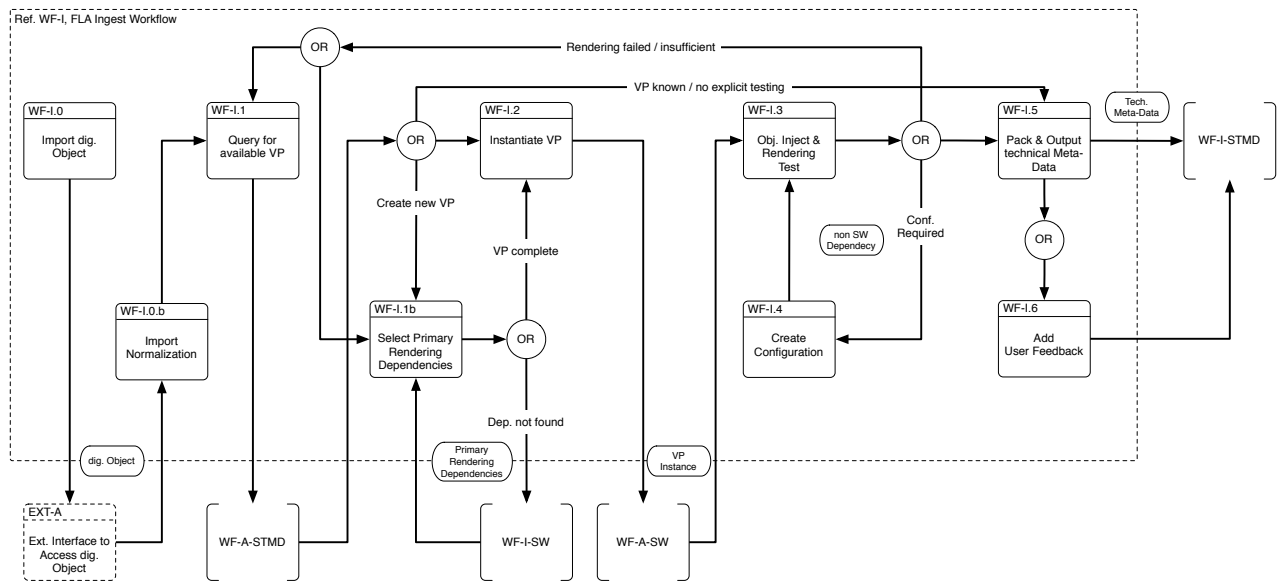 Ref. WF-I, FLA Ingest Workflow
OR
Rendering failed / insufficient
VP known / no explicit testing
WF-I.0
Import dig.
Object
WF-I.1
Query for
available VP
OR
WF-I.2
Instantiate VP
WF-I.3
Obj. Inject &
Rendering
Test
OR
WF-I.5
Pack & Output
technical Meta-
Data
Tech.
Meta-Data
WF-I-STMD
Create new VP
VP complete
non SW
Dependecy
Conf.
Required
OR
WF-I.0.b
Import
Normalization
WF-I.1b
Select Primary
Rendering
Dependencies
OR
WF-I.4
Create
Configuration
WF-I.6
Add
User Feedback
Dep. not found
dig. Object
Primary
Rendering
Dependencies
VP
Instance
EXT-A
Ext. Interface to
Access dig.
Object
WF-A-STMD
WF-I-SW
WF-A-SW